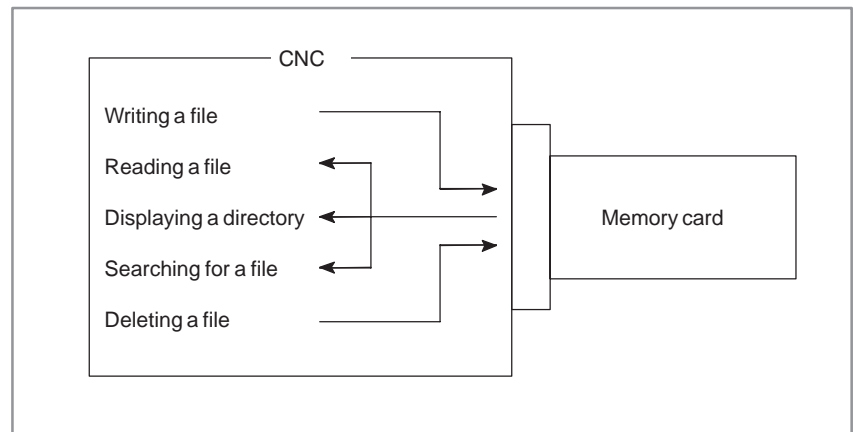 CNC
Writing a file
Reading a file
Displaying a directory
Memory card
Searching for a file
Deleting a file